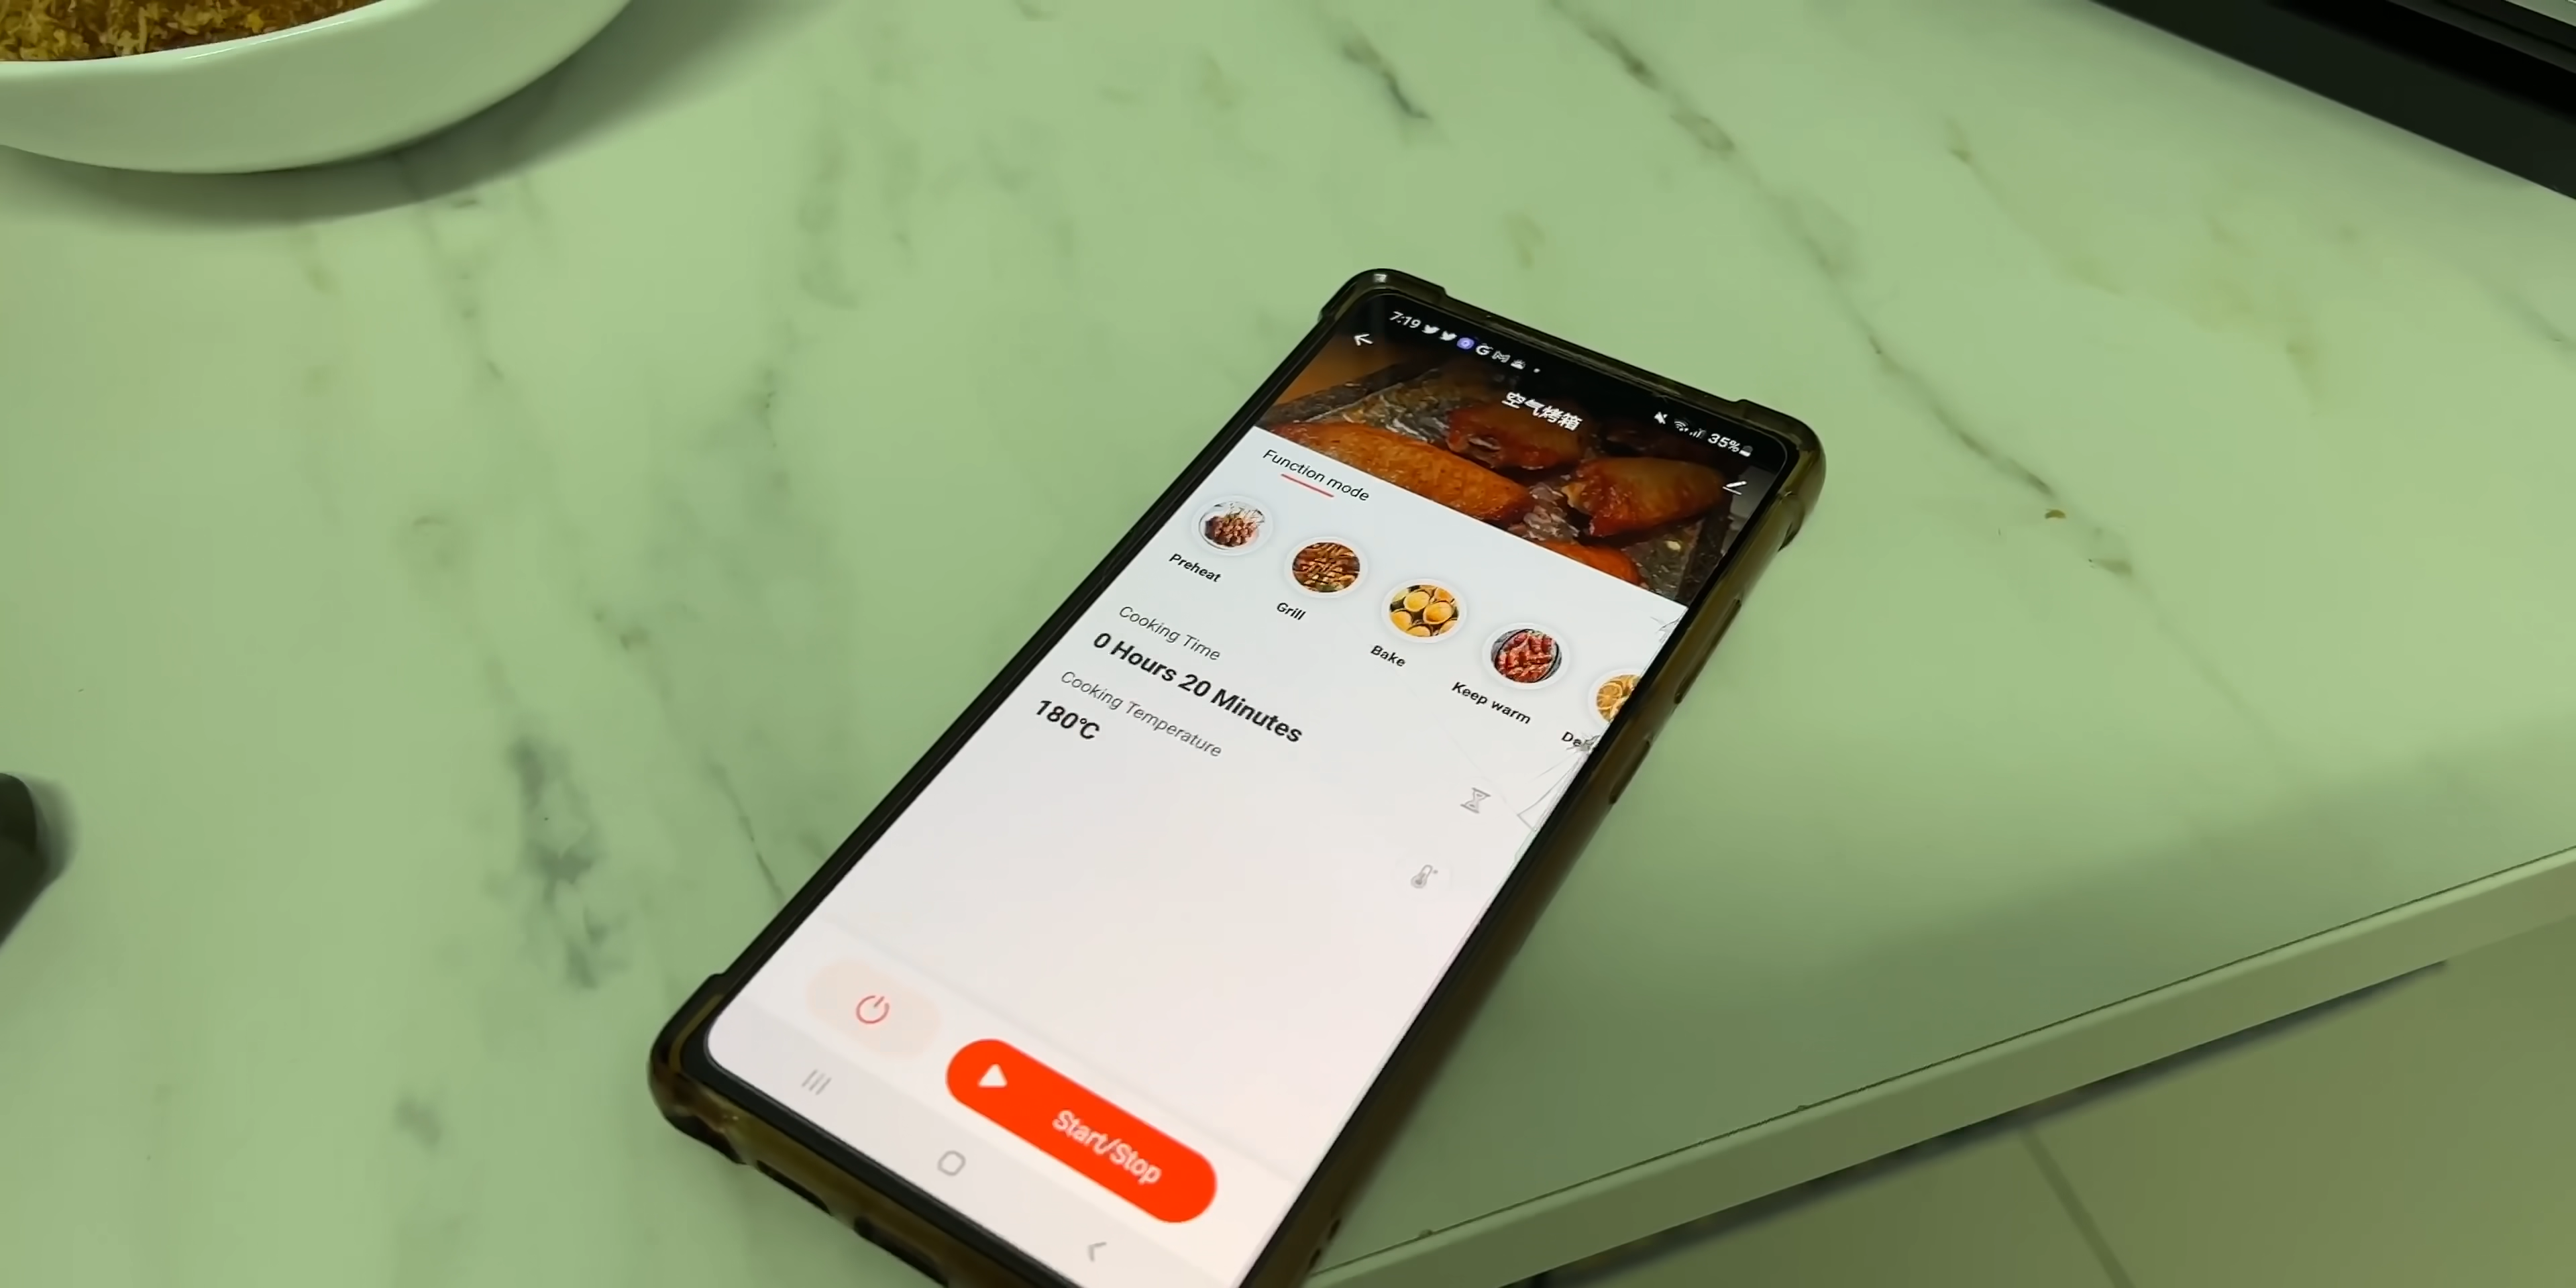 7:19
35%
空气烤箱
Function mode
Preheat
Grill
Bake
Keep warm
Cooking Time
0 Hours 20 Minutes
Cooking Temperature
180℃
Start/Stop